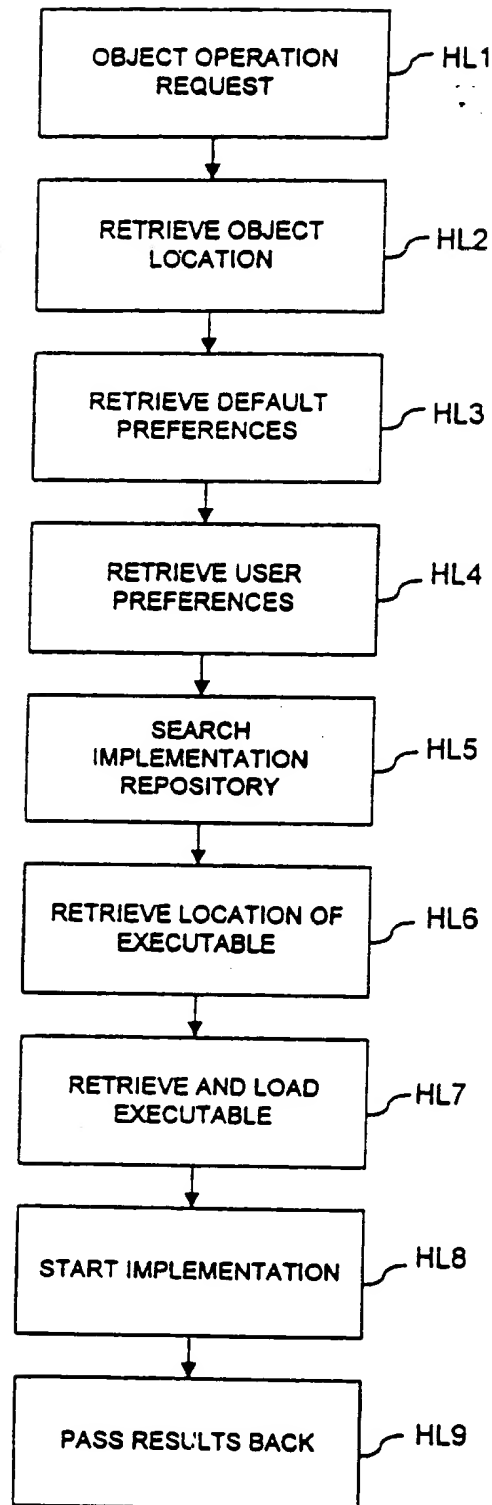 OBJECT OPERATION
REQUEST
HL1
RETRIEVE OBJECT
LOCATION
HL2
RETRIEVE DEFAULT
PREFERENCES
HL3
RETRIEVE USER
PREFERENCES
HL4
SEARCH
IMPLEMENTATION
REPOSITORY
HL5
RETRIEVE LOCATION OF
EXECUTABLE
HL6
RETRIEVE AND LOAD
EXECUTABLE
HL7
START IMPLEMENTATION
HL8
PASS RESULTS BACK
HL9